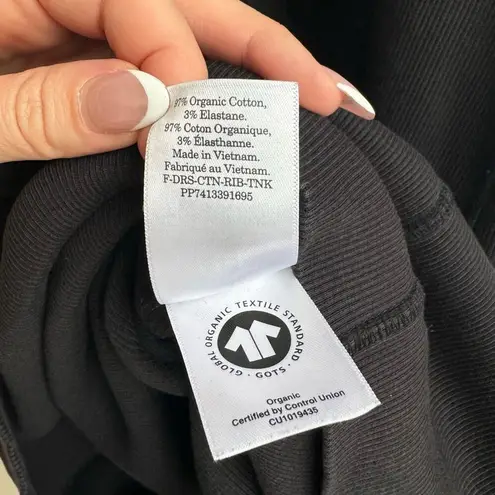 97% Organic Cotton,
3% Elastane.
97% Coton Organique,
3% Élasthanne.
Made in Vietnam.
Fabriqué au Vietnam.
F-DRS-CTN-RIB-TNK
PP7413391695
GLOBAL ORGANIC TEXTILE STANDARD
· GOTS ·
Organic
Certified by Control Union
CU1019435